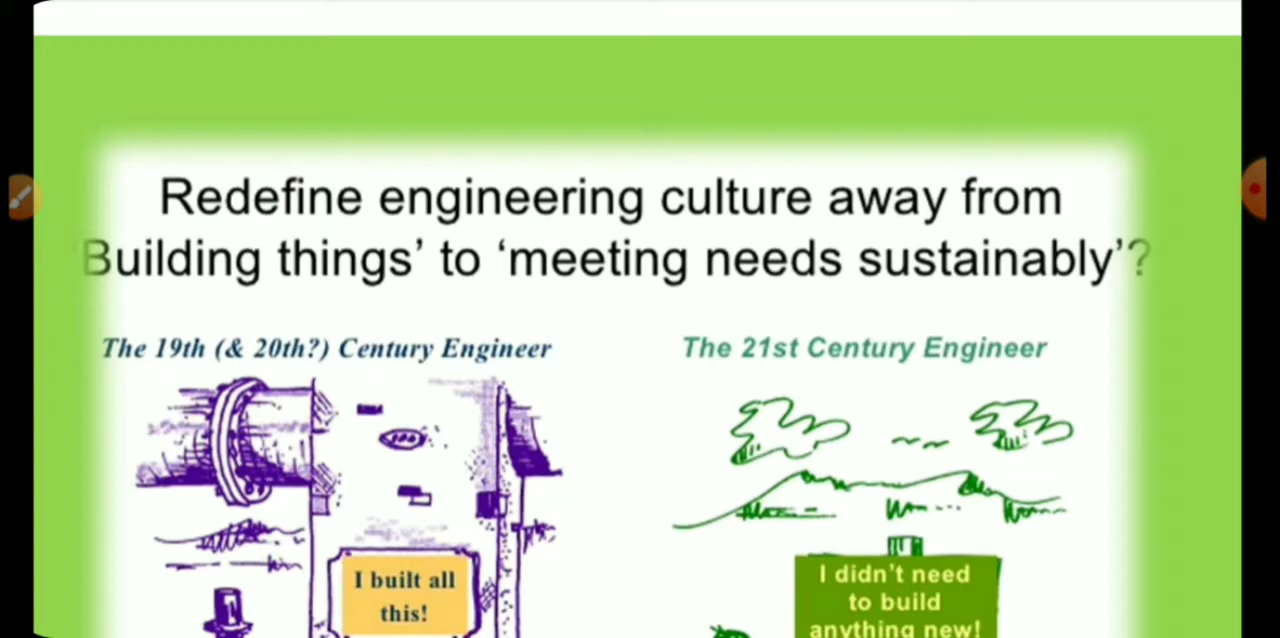 Redefine engineering culture away from
Building things’ to ‘meeting needs sustainably’?
The 19th (& 20th?) Century Engineer
The 21st Century Engineer
I built all
this!
I didn’t need
to build
anything new!